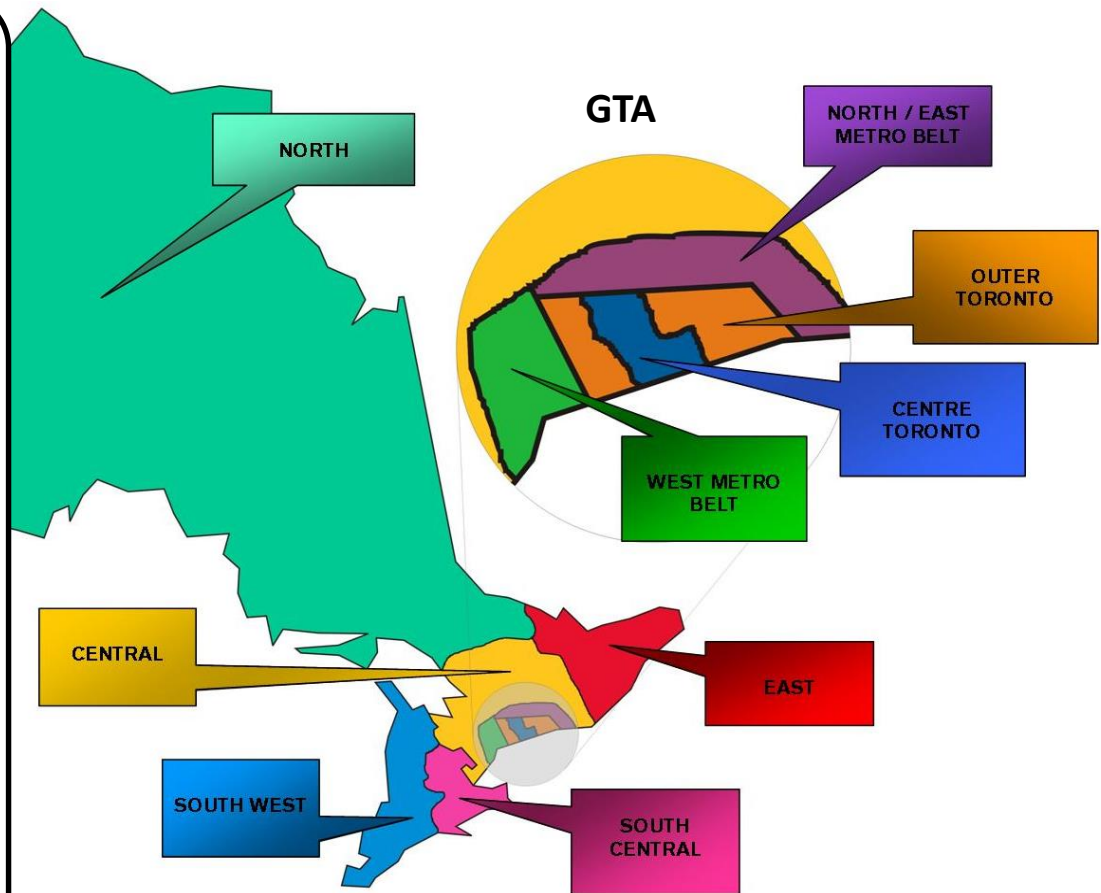 GTA
NORTH / EAST
METRO BELT
NORTH
OUTER
TORONTO
CENTRE
TORONTO
WEST METRO
BELT
CENTRAL
EAST
SOUTH WEST
SOUTH
CENTRAL